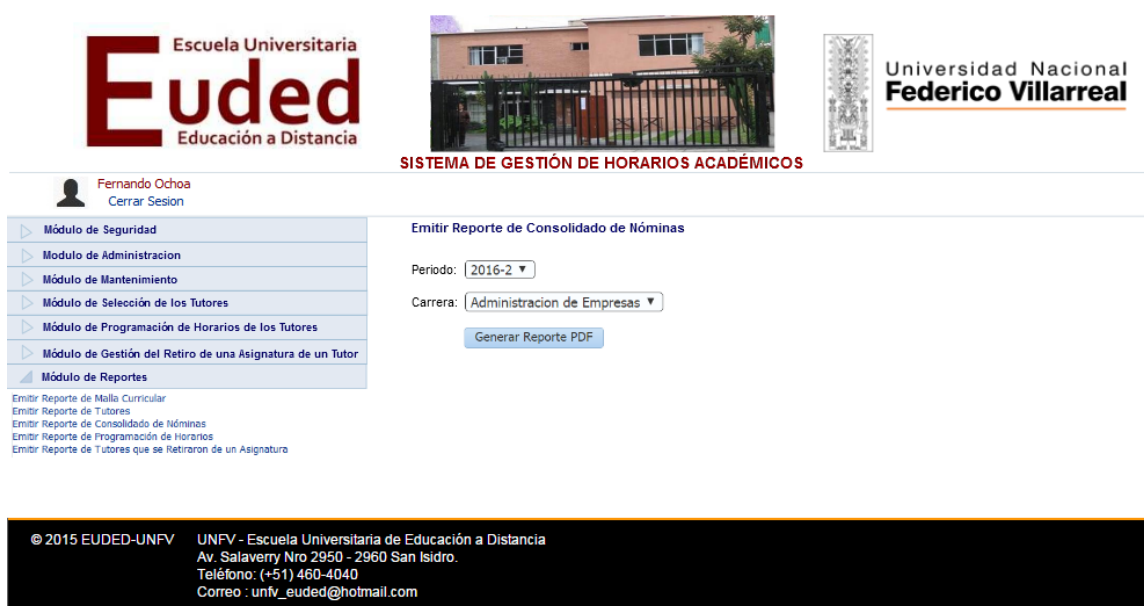 Escuela Universitaria
Euded
Educación a Distancia
Universidad Nacional
Federico Villarreal
SISTEMA DE GESTIÓN DE HORARIOS ACADÉMICOS
Fernando Ochoa
Cerrar Sesion
Módulo de Seguridad
Modulo de Administracion
Módulo de Mantenimiento
Módulo de Selección de los Tutores
Módulo de Programación de Horarios de los Tutores
Módulo de Gestión del Retiro de una Asignatura de un Tutor
Módulo de Reportes
Emitir Reporte de Malla Curricular
Emitir Reporte de Tutores
Emitir Reporte de Consolidado de Nóminas
Emitir Reporte de Programación de Horarios
Emitir Reporte de Tutores que se Retiraron de un Asignatura
Emitir Reporte de Consolidado de Nóminas
Periodo: 2016-2
Carrera: Administracion de Empresas
Generar Reporte PDF
© 2015 EUDED-UNFV
UNFV - Escuela Universitaria de Educación a Distancia
Av. Salaverry Nro 2950 - 2960 San Isidro.
Teléfono: (+51) 460-4040
Correo : unfv_euded@hotmail.com